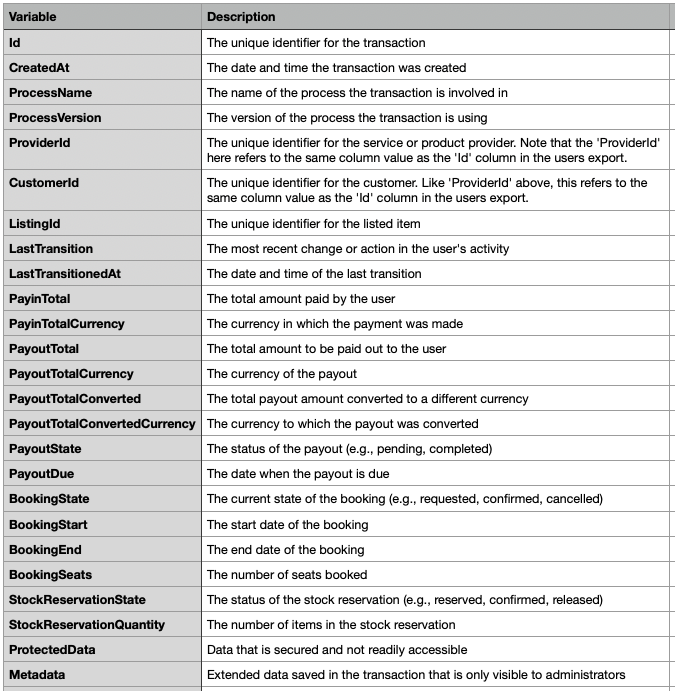 Variable Description
Id The unique identifier for the transaction
CreatedAt The date and time the transaction was created
ProcessName The name of the process the transaction is involved in
ProcessVersion The version of the process the transaction is using
ProviderId The unique identifier for the service or product provider. Note that the 'ProviderId'
here refers to the same column value as the 'Id' column in the users export.
CustomerId The unique identifier for the customer. Like 'ProviderId' above, this refers to the
same column value as the 'Id' column in the users export.
ListingId The unique identifier for the listed item
LastTransition The most recent change or action in the user's activity
LastTransitionedAt The date and time of the last transition
PayinTotal The total amount paid by the user
PayinTotalCurrency The currency in which the payment was made
PayoutTotal The total amount to be paid out to the user
PayoutTotalCurrency The currency of the payout
PayoutTotalConverted The total payout amount converted to a different currency
PayoutTotalConvertedCurrency The currency to which the payout was converted
PayoutState The status of the payout (e.g., pending, completed)
PayoutDue The date when the payout is due
BookingState The current state of the booking (e.g., requested, confirmed, cancelled)
BookingStart The start date of the booking
BookingEnd The end date of the booking
BookingSeats The number of seats booked
StockReservationState The status of the stock reservation (e.g., reserved, confirmed, released)
StockReservationQuantity The number of items in the stock reservation
ProtectedData Data that is secured and not readily accessible
Metadata Extended data saved in the transaction that is only visible to administrators